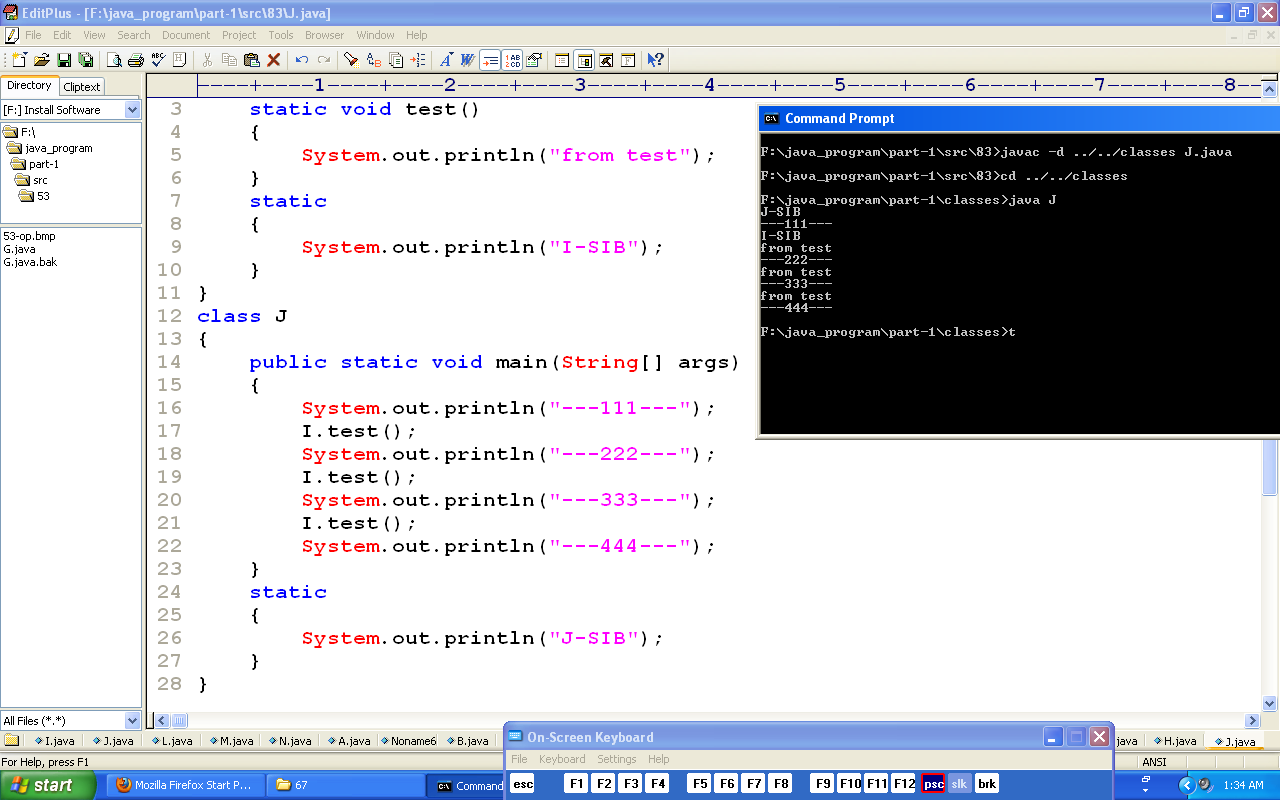 EditPlus - [F:\java_program\part-1\src\83\J.java]
File Edit View Search Document Project Tools Browser Window Help
Directory Cliptext
[F:] Install Software
F:\
java_program
part-1
src
53
53-op.bmp
G.java
G.java.bak
All Files (*.*)
----+----1----+----2----+----3----+----4----+----5----+----6----+----7----+----8-
3 static void test()
4 {
5 System.out.println("from test");
6 }
7 static
8 {
9 System.out.println("I-SIB");
10 }
11 }
12 class J
13 {
14 public static void main(String[] args)
15 {
16 System.out.println("---111---");
17 I.test();
18 System.out.println("---222---");
19 I.test();
20 System.out.println("---333---");
21 I.test();
22 System.out.println("---444---");
23 }
24 static
25 {
26 System.out.println("J-SIB");
27 }
28 }
Command Prompt
F:\java_program\part-1\src\83>javac -d ../../classes J.java
F:\java_program\part-1\src\83>cd ../../classes
F:\java_program\part-1\classes>java J
J-SIB
---111---
I-SIB
from test
---222---
from test
---333---
from test
---444---
F:\java_program\part-1\classes>t
I.java J.java L.java M.java N.java A.java Noname6 B.java java H.java J.java
For Help, press F1
ANSI
On-Screen Keyboard
File Keyboard Settings Help
esc F1 F2 F3 F4 F5 F6 F7 F8 F9 F10 F11 F12 psc slk brk
start Mozilla Firefox Start P... 67 Command 1:34 AM